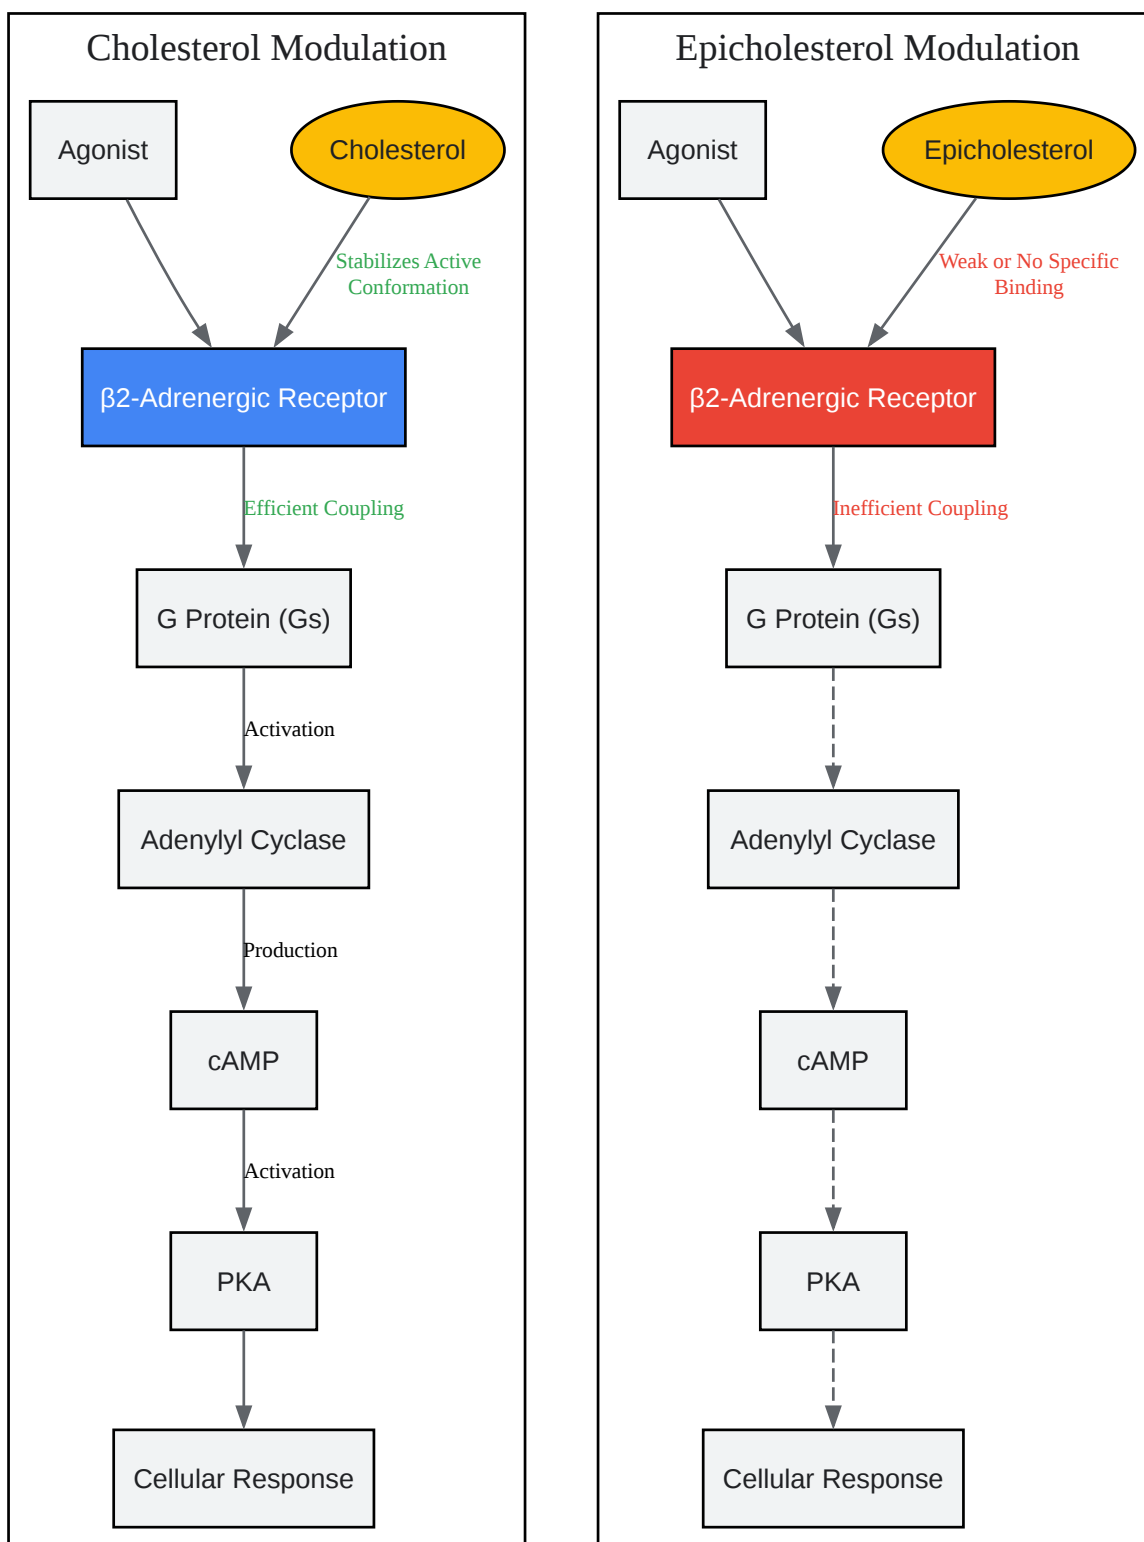 Cholesterol Modulation
Agonist
Cholesterol
Stabilizes Active
Conformation
β2-Adrenergic Receptor
Efficient Coupling
G Protein (Gs)
Activation
Adenylyl Cyclase
Production
cAMP
Activation
PKA
Cellular Response
Epicholesterol Modulation
Agonist
Epicholesterol
Weak or No Specific
Binding
β2-Adrenergic Receptor
Inefficient Coupling
G Protein (Gs)
Adenylyl Cyclase
cAMP
PKA
Cellular Response